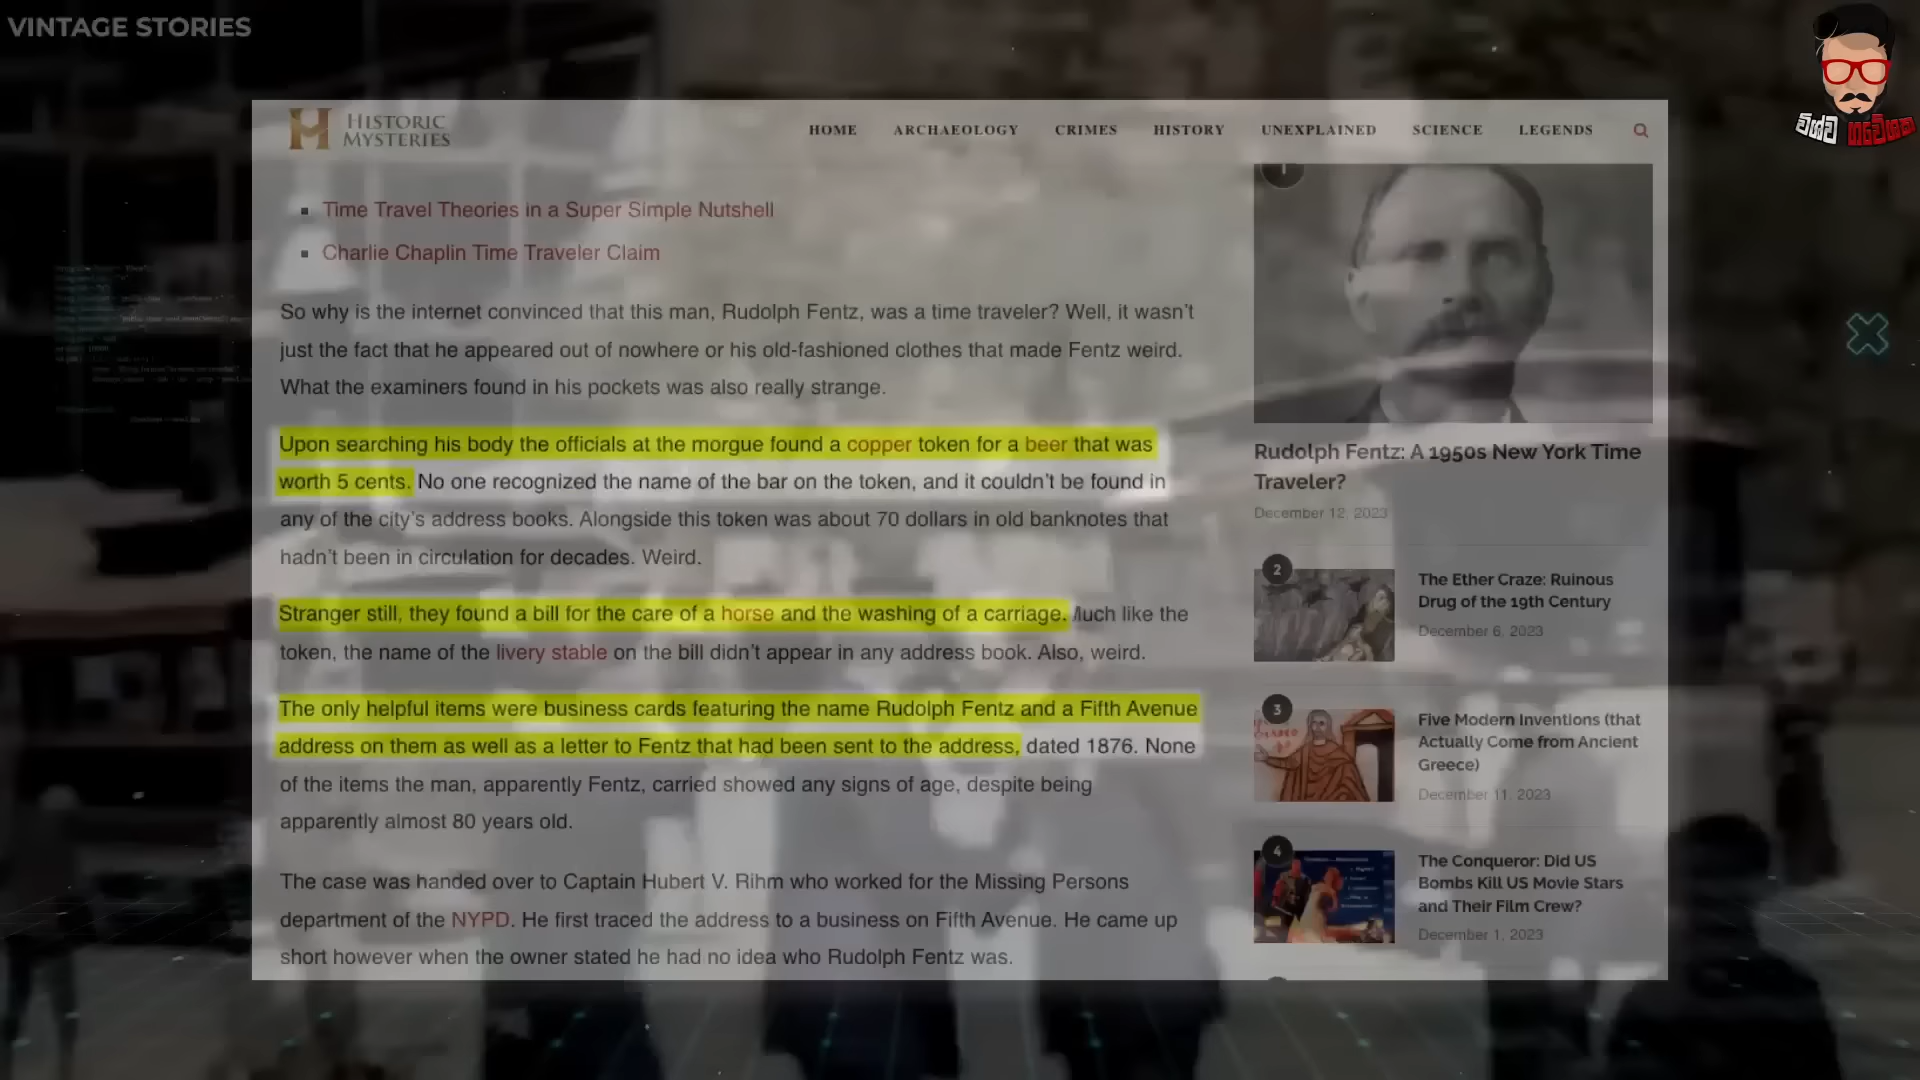 VINTAGE STORIES
විශ්ව ගවේශක
HISTORIC
MYSTERIES
HOME ARCHAEOLOGY CRIMES HISTORY UNEXPLAINED SCIENCE LEGENDS
Time Travel Theories in a Super Simple Nutshell
Charlie Chaplin Time Traveler Claim
So why is the internet convinced that this man, Rudolph Fentz, was a time traveler? Well, it wasn't
just the fact that he appeared out of nowhere or his old-fashioned clothes that made Fentz weird.
What the examiners found in his pockets was also really strange.
Upon searching his body the officials at the morgue found a copper token for a beer that was
worth 5 cents. No one recognized the name of the bar on the token, and it couldn't be found in
any of the city's address books. Alongside this token was about 70 dollars in old banknotes that
hadn't been in circulation for decades. Weird.
Stranger still, they found a bill for the care of a horse and the washing of a carriage. Much like the
token, the name of the livery stable on the bill didn't appear in any address book. Also, weird.
The only helpful items were business cards featuring the name Rudolph Fentz and a Fifth Avenue
address on them as well as a letter to Fentz that had been sent to the address, dated 1876. None
of the items the man, apparently Fentz, carried showed any signs of age, despite being
apparently almost 80 years old.
The case was handed over to Captain Hubert V. Rihm who worked for the Missing Persons
department of the NYPD. He first traced the address to a business on Fifth Avenue. He came up
short however when the owner stated he had no idea who Rudolph Fentz was.
1
Rudolph Fentz: A 1950s New York Time
Traveler?
December 12, 2023
2
The Ether Craze: Ruinous
Drug of the 19th Century
December 6, 2023
3
Five Modern Inventions (that
Actually Come from Ancient
Greece)
December 11, 2023
4
The Conqueror: Did US
Bombs Kill US Movie Stars
and Their Film Crew?
December 1, 2023